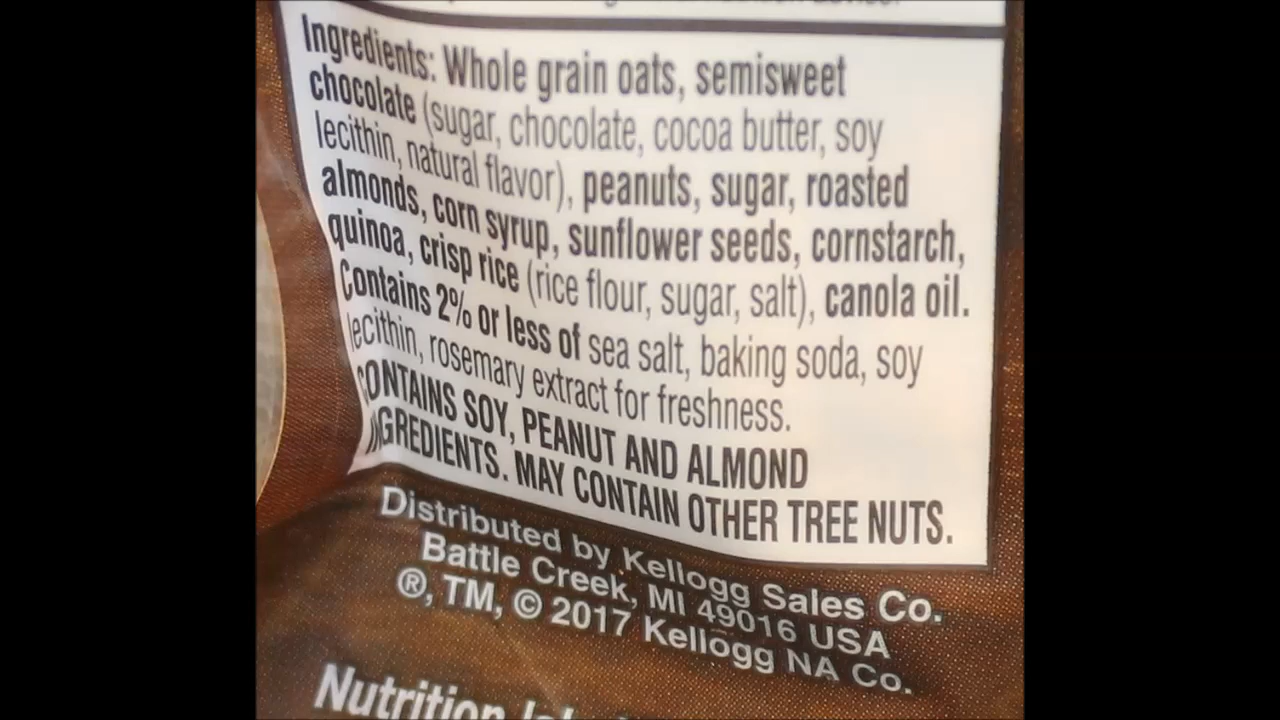 Ingredients: Whole grain oats, semisweet
chocolate (sugar, chocolate, cocoa butter, soy
lecithin, natural flavor), peanuts, sugar, roasted
almonds, corn syrup, sunflower seeds, cornstarch,
quinoa, crisp rice (rice flour, sugar, salt), canola oil.
Contains 2% or less of sea salt, baking soda, soy
lecithin, rosemary extract for freshness.
CONTAINS SOY, PEANUT AND ALMOND
INGREDIENTS. MAY CONTAIN OTHER TREE NUTS.
Distributed by Kellogg Sales Co.
Battle Creek, MI 49016 USA
®, TM, © 2017 Kellogg NA Co.
Nutrition